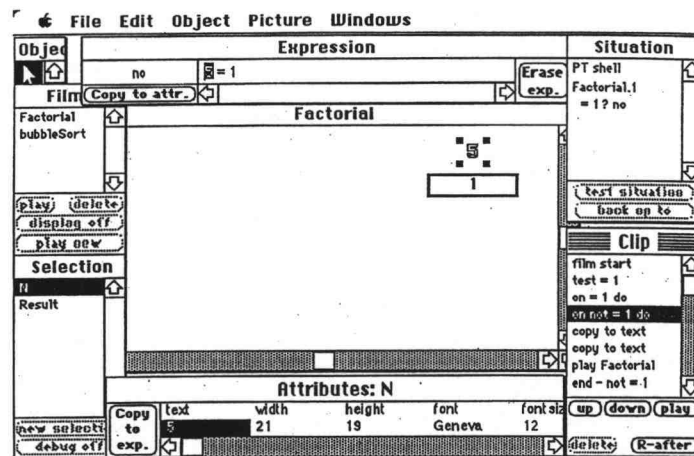 File Edit Object Picture Windows
Objec
Expression
Situation
no
5 = 1
Erase exp.
Copy to attr.
PT shell
Factorial.1
= 1 ? no
test situation
back up to
Film
Factorial
bubbleSort
play delete
display off
play new
Factorial
5
1
Selection
N
Result
new selecti
debug off
Clip
film start
test = 1
on = 1 do
on not = 1 do
copy to text
copy to text
play Factorial
end - not = 1
up down play
delete R-after
Attributes: N
Copy to exp.
text width height font font siz
5 21 19 Geneva 12